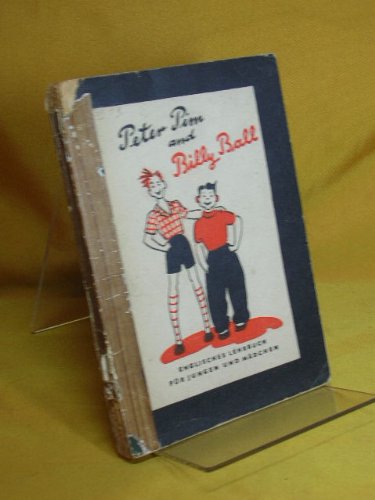 Peter Pim
and
Billy Ball
ENGLISCHES LEHRBUCH
FÜR JUNGEN UND MÄDCHEN